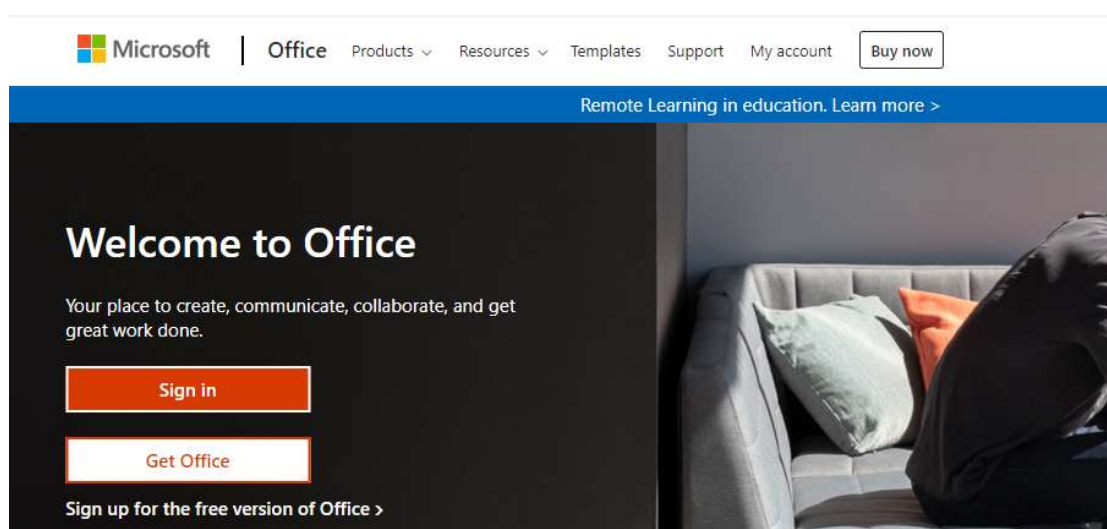 Microsoft | Office Products Resources Templates Support My account Buy now
Remote Learning in education. Learn more >
Welcome to Office
Your place to create, communicate, collaborate, and get
great work done.
Sign in
Get Office
Sign up for the free version of Office >